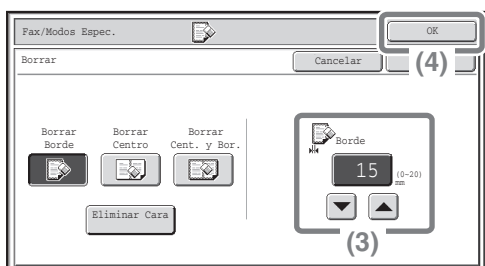 Fax/Modos Espec.
OK
Borrar
Cancelar
(4)
Borrar Borde
Borrar Centro
Borrar Cent. y Bor.
Borde
15
(0-20) mm
Eliminar Cara
(3)